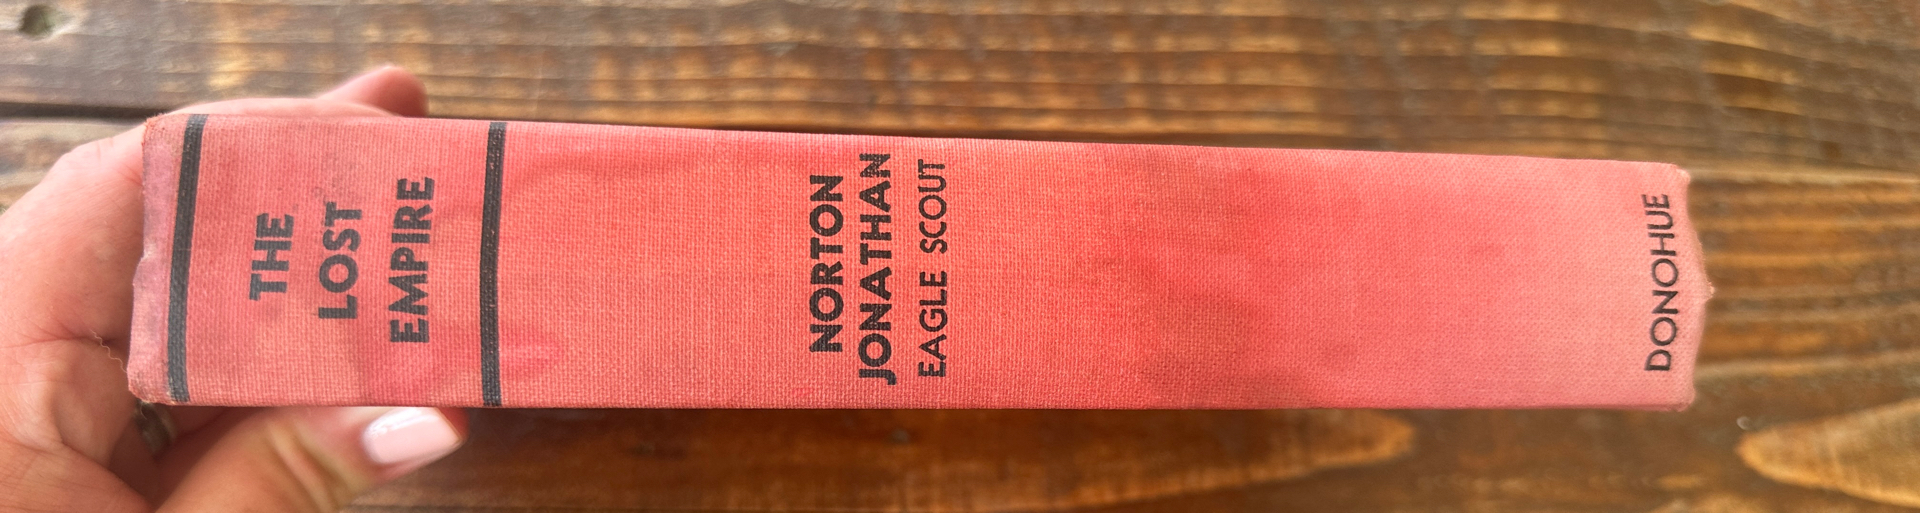 THE
LOST
EMPIRE
NORTON
JONATHAN
EAGLE SCOUT
DONOHUE